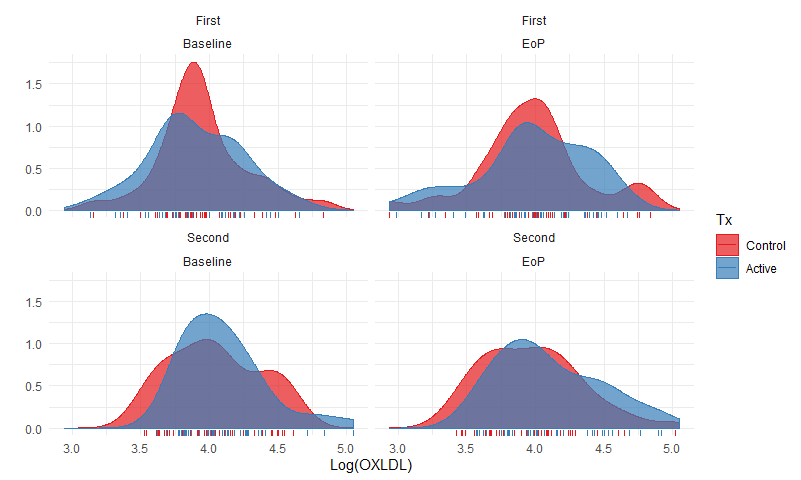 First
First
Baseline
EoP
1.5
1.0
0.5
0.0
Second
Second
Baseline
EoP
1.5
1.0
0.5
0.0
3.0 3.5 4.0 4.5 5.0
3.0 3.5 4.0 4.5 5.0
Log(OXLDL)
Tx
Control
Active